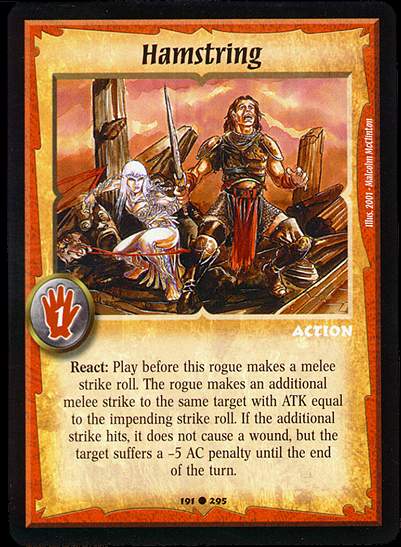 Hamstring
Illus. 2001 • Malcolm McClinton
ACTION
1
React: Play before this rogue makes a melee
strike roll. The rogue makes an additional
melee strike to the same target with ATK equal
to the impending strike roll. If the additional
strike hits, it does not cause a wound, but the
target suffers a –5 AC penalty until the end
of the turn.
191 ● 295